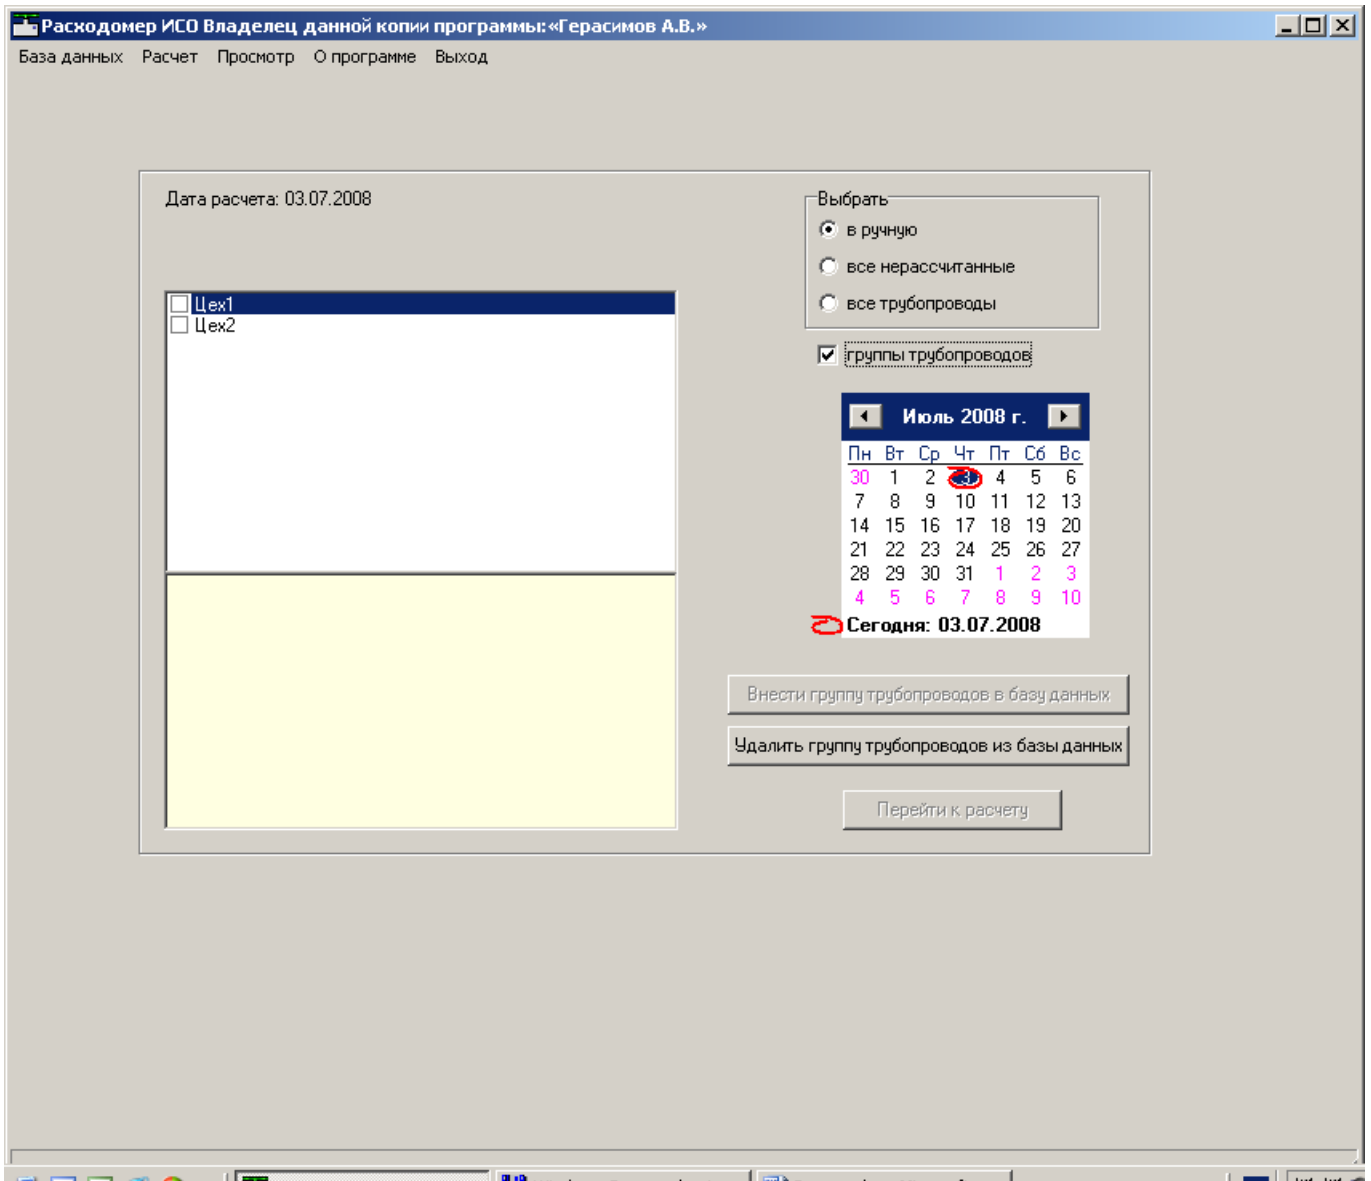 Расходомер ИСО Владелец данной копии программы:«Герасимов А.В.»
База данных Расчет Просмотр О программе Выход
Дата расчета: 03.07.2008
Выбрать
в ручную
все нерассчитанные
все трубопроводы
Цех1
Цех2
группы трубопроводов
Июль 2008 г.
Пн Вт Ср Чт Пт Сб Вс
30 1 2 3 4 5 6
7 8 9 10 11 12 13
14 15 16 17 18 19 20
21 22 23 24 25 26 27
28 29 30 31 1 2 3
4 5 6 7 8 9 10
Сегодня: 03.07.2008
Внести группу трубопроводов в базу данных
Удалить группу трубопроводов из базы данных
Перейти к расчету